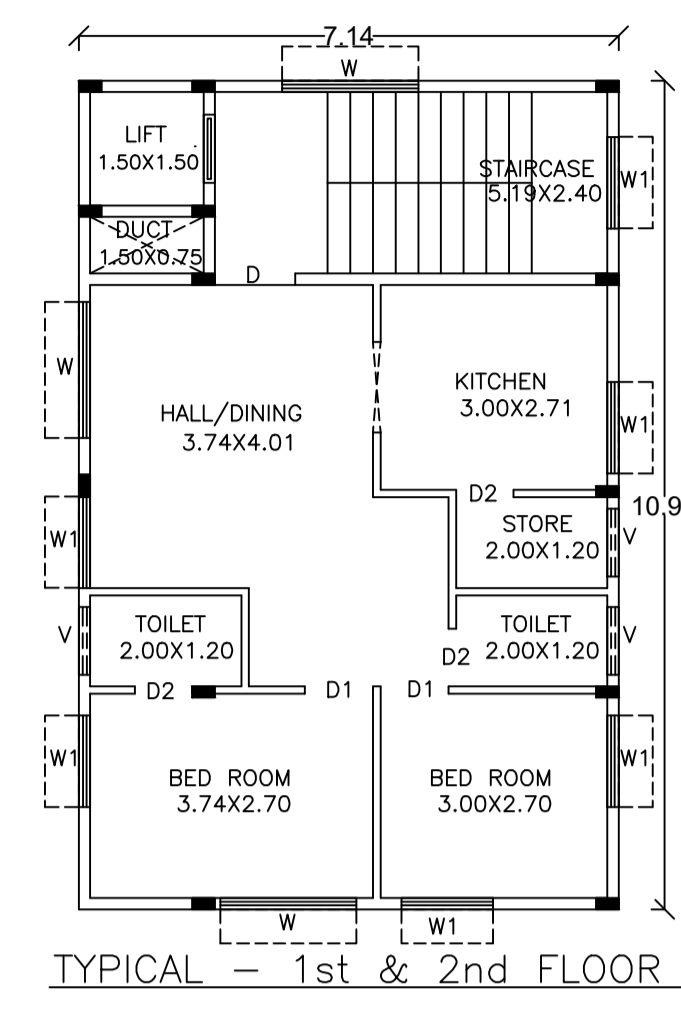 7.14
W
LIFT
1.50X1.50
STAIRCASE
5.19X2.40
W1
DUCT
1.50X0.75
D
W
HALL/DINING
3.74X4.01
KITCHEN
3.00X2.71
W1
D2
10.9
W1
STORE
2.00X1.20
V
V
TOILET
2.00X1.20
D2
TOILET
2.00X1.20
V
D2
D1
D1
W1
BED ROOM
3.74X2.70
BED ROOM
3.00X2.70
W1
W
W1
TYPICAL - 1st & 2nd FLOOR